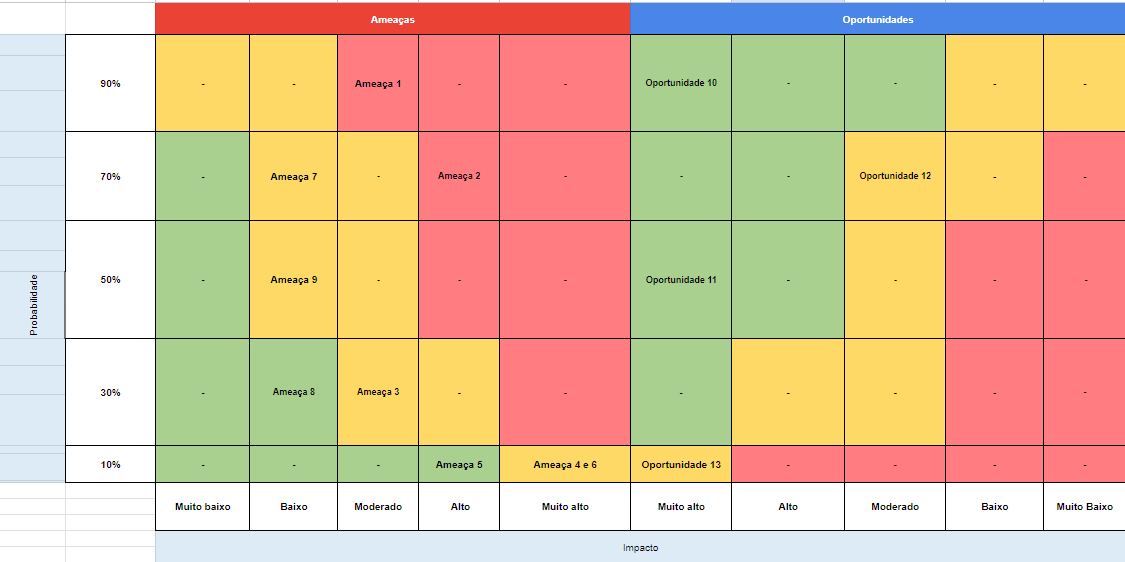 Ameaças Oportunidades
90% - - Ameaça 1 - - Oportunidade 10 - - - -
70% - Ameaça 7 - Ameaça 2 - - - Oportunidade 12 - -
Probabilidade
50% - Ameaça 9 - - - Oportunidade 11 - - - -
30% - Ameaça 8 Ameaça 3 - - - - - - -
10% - - - Ameaça 5 Ameaça 4 e 6 Oportunidade 13 - - - -
Muito baixo Baixo Moderado Alto Muito alto Muito alto Alto Moderado Baixo Muito Baixo
Impacto